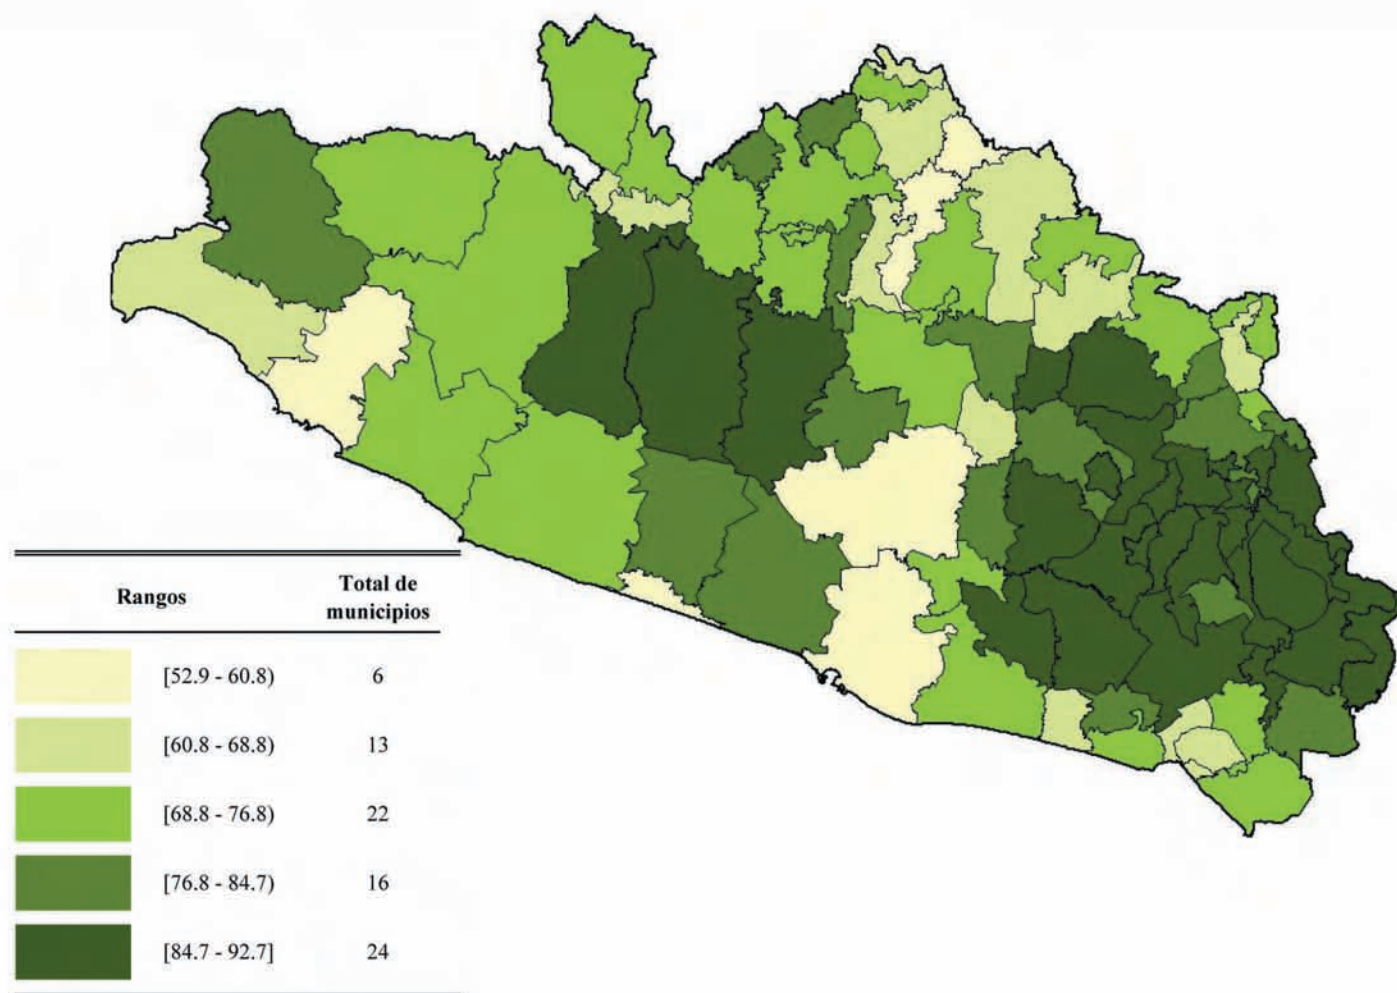 Rangos Total de
municipios
[52.9 - 60.8) 6
[60.8 - 68.8) 13
[68.8 - 76.8) 22
[76.8 - 84.7) 16
[84.7 - 92.7] 24